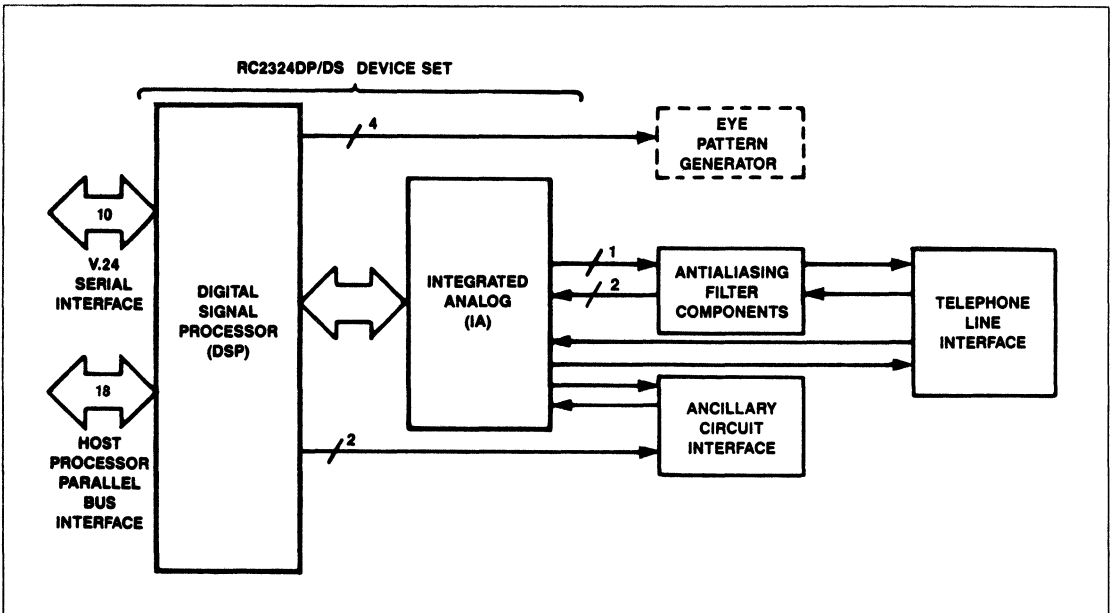 RC2324DP/DS DEVICE SET
4
EYE
PATTERN
GENERATOR
10
V.24
SERIAL
INTERFACE
DIGITAL
SIGNAL
PROCESSOR
(DSP)
INTEGRATED
ANALOG
(IA)
1
2
ANTIALIASING
FILTER
COMPONENTS
TELEPHONE
LINE
INTERFACE
18
HOST
PROCESSOR
PARALLEL
BUS
INTERFACE
2
ANCILLARY
CIRCUIT
INTERFACE